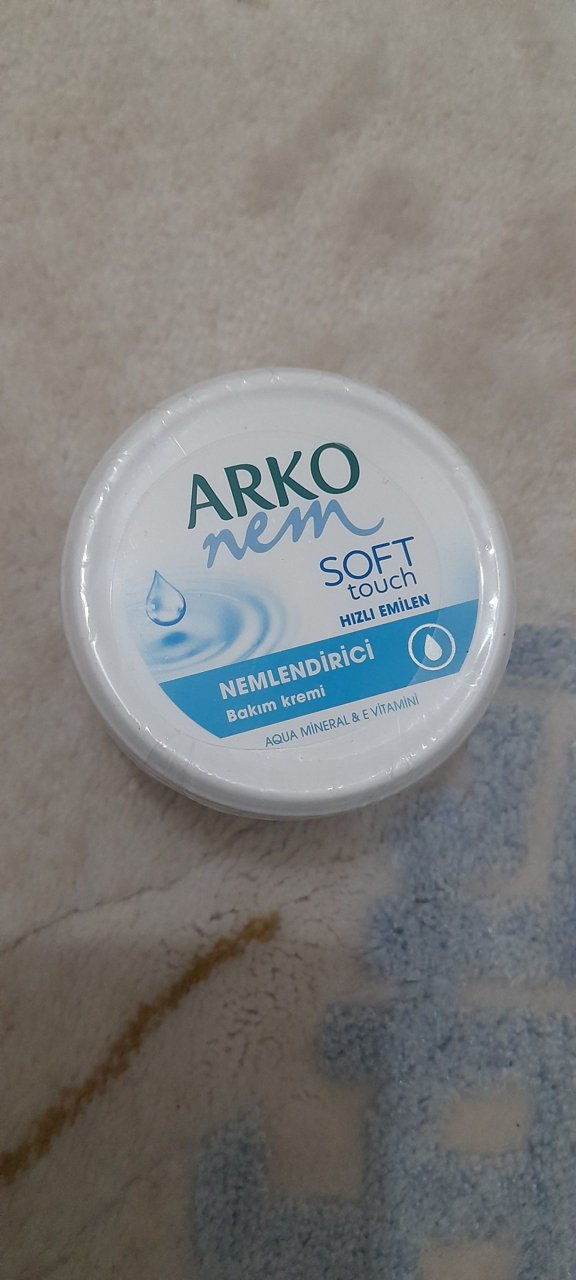 ARKO
nem
SOFT
touch
HIZLI EMİLEN
NEMLENDİRİCİ
Bakım kremi
AQUA MİNERAL & E VİTAMİNİ